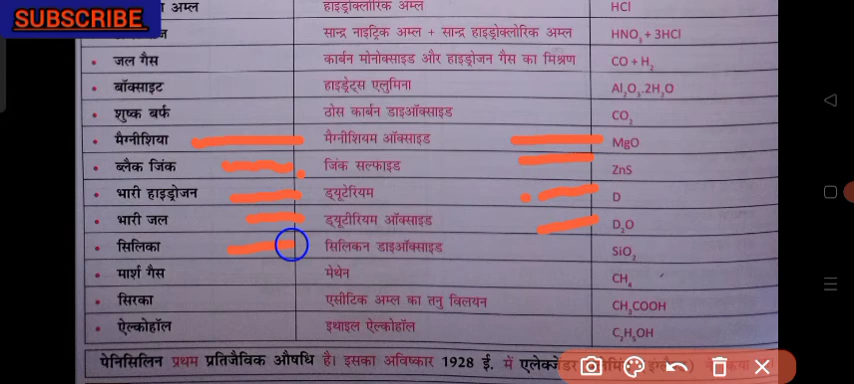 SUBSCRIBE
अम्ल हाइड्रोक्लोरिक अम्ल HCl
सान्द्र नाइट्रिक अम्ल + सान्द्र हाइड्रोक्लोरिक अम्ल HNO₃ + 3HCl
• जल गैस कार्बन मोनोक्साइड और हाइड्रोजन गैस का मिश्रण CO + H₂
• बॉक्साइट हाइड्रेट्स एलुमिना Al₂O₃.2H₂O
• शुष्क बर्फ ठोस कार्बन डाइऑक्साइड CO₂
• मैग्नीशिया मैग्नीशियम ऑक्साइड MgO
• ब्लैक जिंक जिंक सल्फाइड ZnS
• भारी हाइड्रोजन ड्यूटेरियम D
• भारी जल ड्यूटीरियम ऑक्साइड D₂O
• सिलिका सिलिकन डाइऑक्साइड SiO₂
• मार्श गैस मेथेन CH₄
• सिरका एसीटिक अम्ल का तनु विलयन CH₃COOH
• ऐल्कोहॉल इथाइल ऐल्कोहॉल C₂H₅OH
पेनिसिलिन प्रथम प्रतिजैविक औषधि है। इसका अविष्कार 1928 ई. में